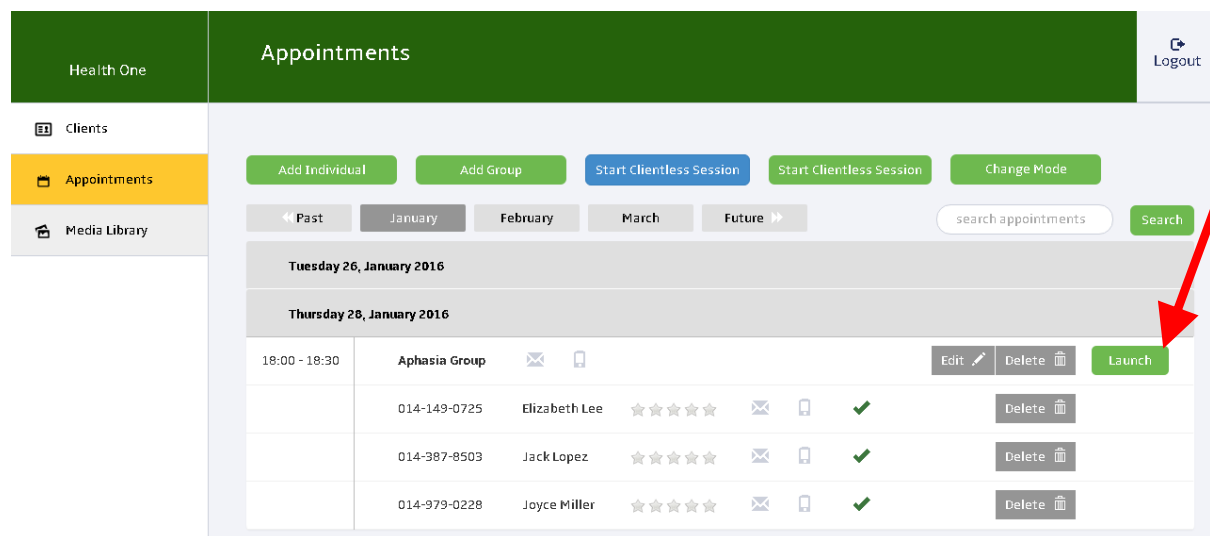 Health One
Appointments
Logout
Clients
Appointments
Media Library
Add Individual Add Group Start Clientless Session Start Clientless Session Change Mode
Past January February March Future search appointments Search
Tuesday 26, January 2016
Thursday 28, January 2016
18:00 - 18:30 Aphasia Group Edit Delete Launch
014-149-0725 Elizabeth Lee Delete
014-387-8503 Jack Lopez Delete
014-979-0228 Joyce Miller Delete